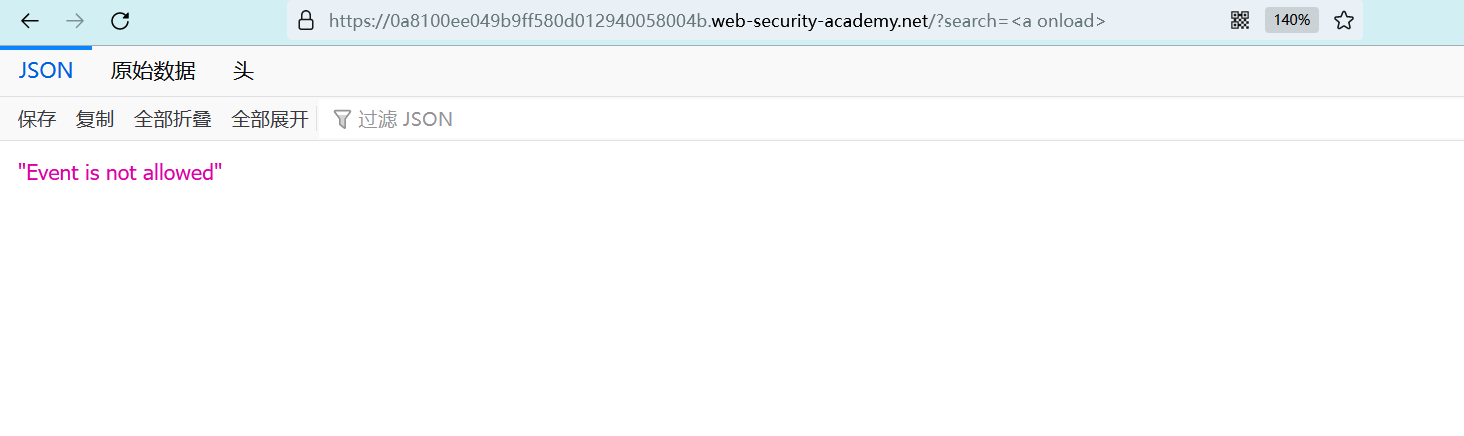 https://0a8100ee049b9ff580d012940058004b.web-security-academy.net/?search=<a onload> 140%
JSON 原始数据 头
保存 复制 全部折叠 全部展开 过滤 JSON
"Event is not allowed"